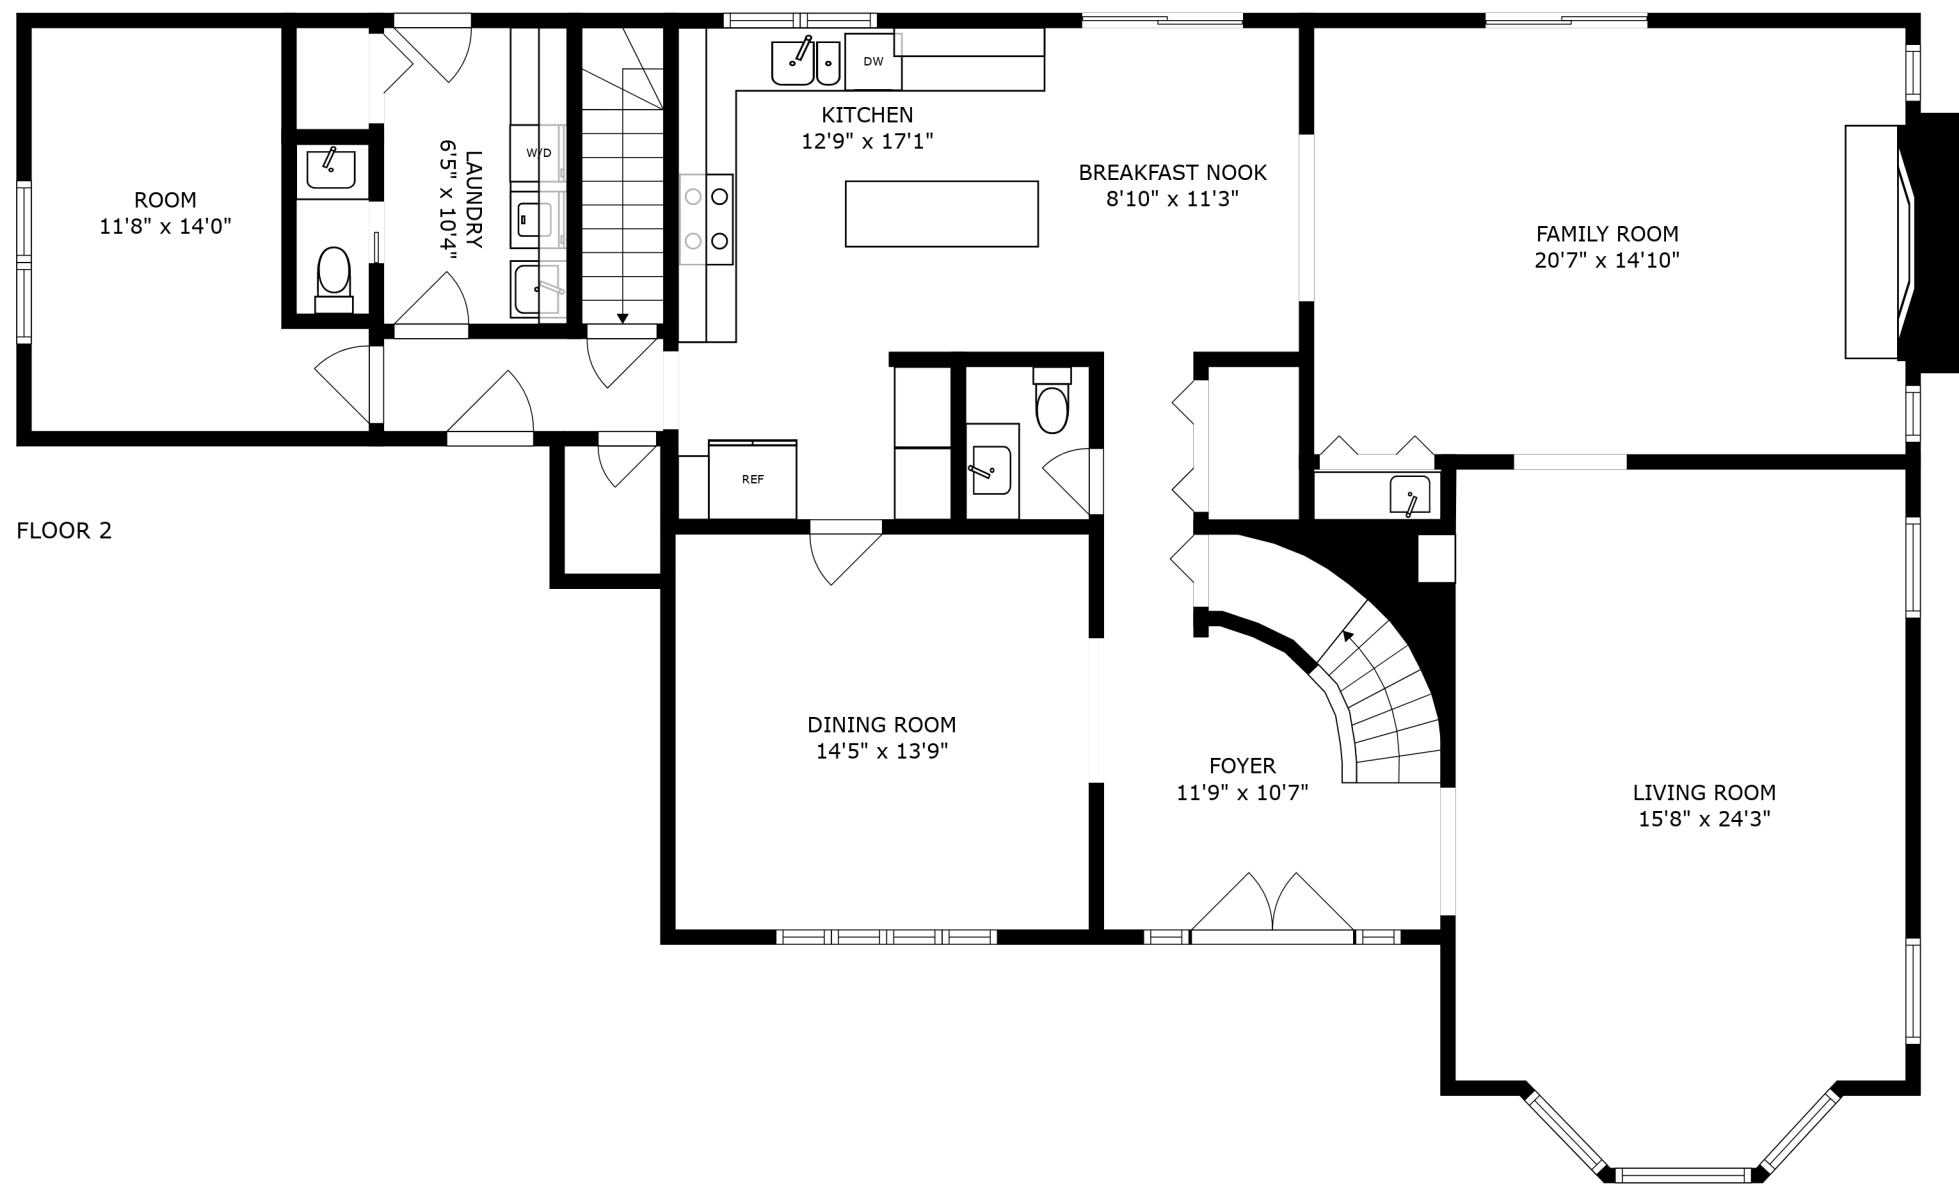 KITCHEN
12'9" x 17'1"
DW
BREAKFAST NOOK
8'10" x 11'3"
ROOM
11'8" x 14'0"
LAUNDRY
6'5" x 10'4"
W/D
FAMILY ROOM
20'7" x 14'10"
REF
FLOOR 2
DINING ROOM
14'5" x 13'9"
FOYER
11'9" x 10'7"
LIVING ROOM
15'8" x 24'3"